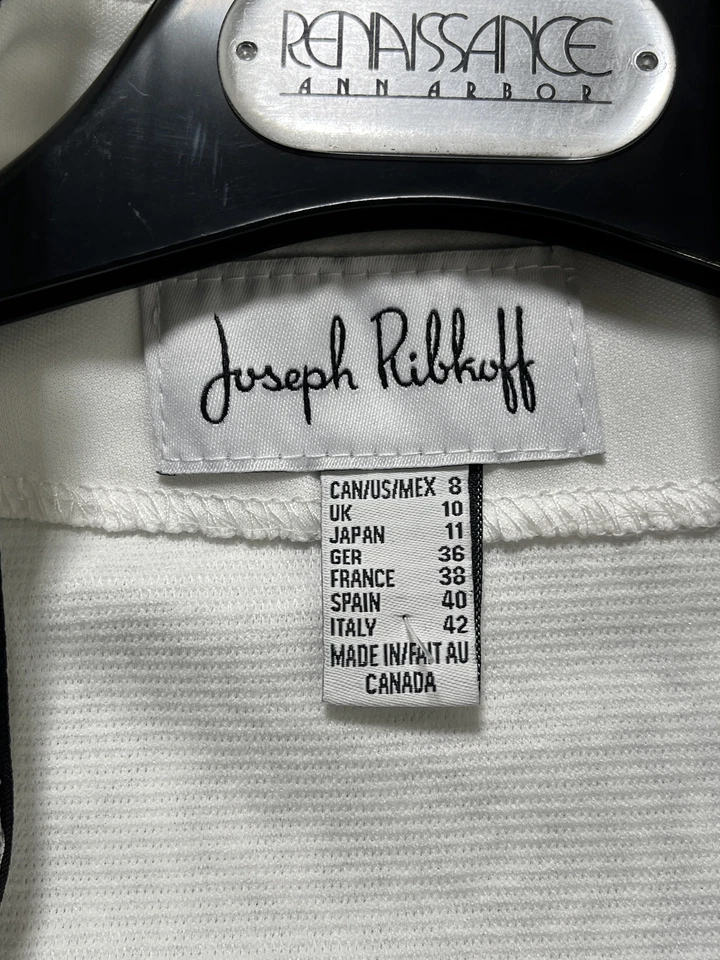 RENAISSANCE
ANN ARBOR
Joseph Ribkoff
CAN/US/MEX 8
UK 10
JAPAN 11
GER 36
FRANCE 38
SPAIN 40
ITALY 42
MADE IN/FAIT AU
CANADA